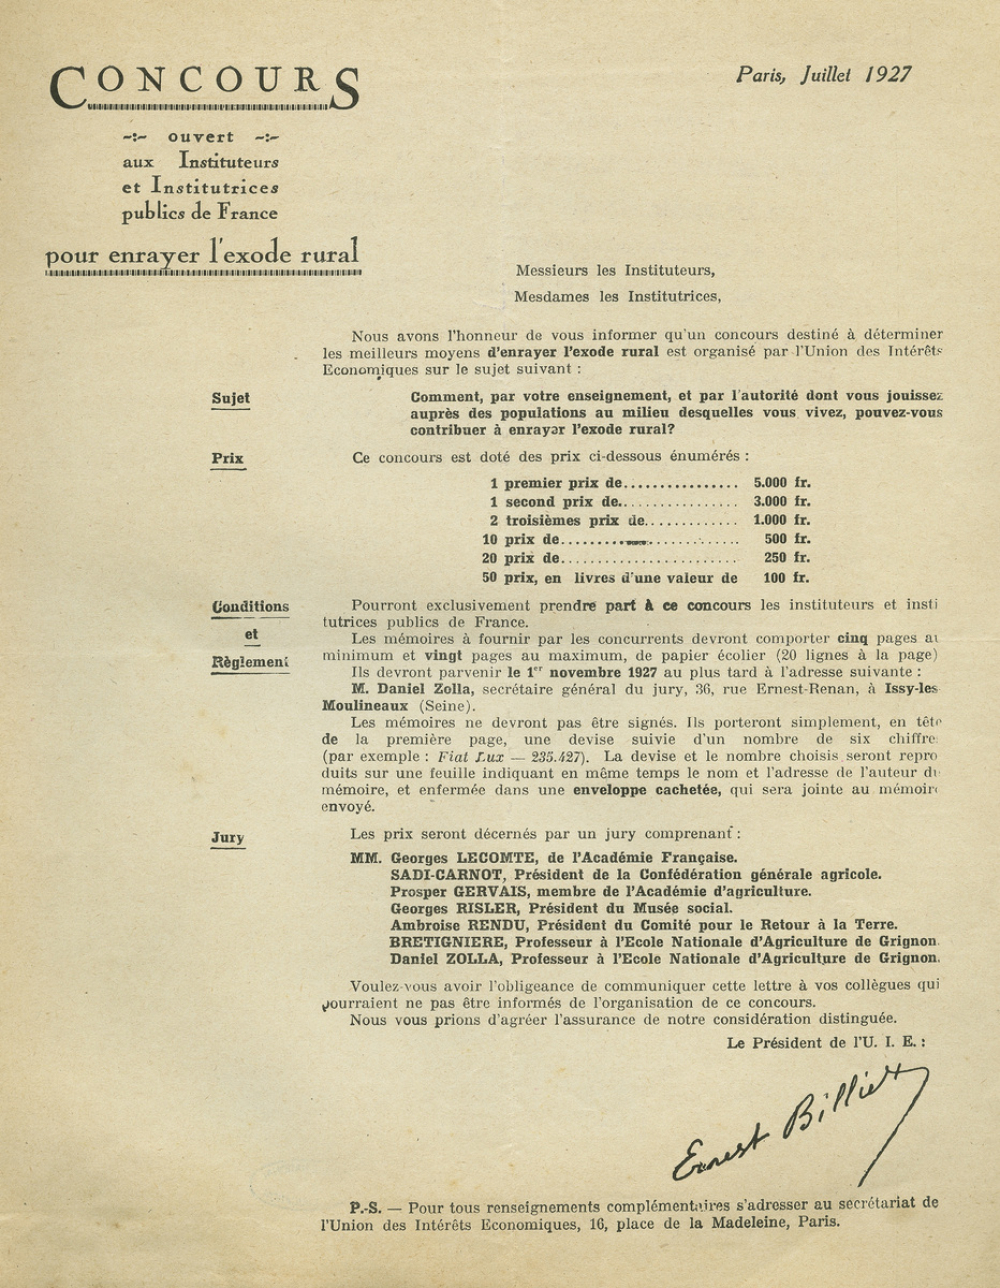 CONCOURS
Paris, Juillet 1927
-:- ouvert -:-
aux Instituteurs
et Institutrices
publics de France
pour enrayer l'exode rural
Messieurs les Instituteurs,
Mesdames les Institutrices,
Nous avons l'honneur de vous informer qu'un concours destiné à déterminer
les meilleurs moyens d'enrayer l'exode rural est organisé par l'Union des Intérêts
Economiques sur le sujet suivant :
Sujet
Comment, par votre enseignement, et par l'autorité dont vous jouissez
auprès des populations au milieu desquelles vous vivez, pouvez-vous
contribuer à enrayer l'exode rural?
Prix
Ce concours est doté des prix ci-dessous énumérés :
1 premier prix de................ 5.000 fr.
1 second prix de................. 3.000 fr.
2 troisièmes prix de............. 1.000 fr.
10 prix de......................... 500 fr.
20 prix de......................... 250 fr.
50 prix, en livres d'une valeur de 100 fr.
Conditions
et
Règlement
Pourront exclusivement prendre part à ce concours les instituteurs et insti
tutrices publics de France.
Les mémoires à fournir par les concurrents devront comporter cinq pages au
minimum et vingt pages au maximum, de papier écolier (20 lignes à la page)
Ils devront parvenir le 1er novembre 1927 au plus tard à l'adresse suivante :
M. Daniel Zolla, secrétaire général du jury, 36, rue Ernest-Renan, à Issy-les
Moulineaux (Seine).
Les mémoires ne devront pas être signés. Ils porteront simplement, en tête
de la première page, une devise suivie d'un nombre de six chiffre
(par exemple : Fiat Lux — 235.427). La devise et le nombre choisis seront repro
duits sur une feuille indiquant en même temps le nom et l'adresse de l'auteur du
mémoire, et enfermée dans une enveloppe cachetée, qui sera jointe au mémoire
envoyé.
Jury
Les prix seront décernés par un jury comprenant :
MM. Georges LECOMTE, de l'Académie Française.
SADI-CARNOT, Président de la Confédération générale agricole.
Prosper GERVAIS, membre de l'Académie d'agriculture.
Georges RISLER, Président du Musée social.
Ambroise RENDU, Président du Comité pour le Retour à la Terre.
BRETIGNIERE, Professeur à l'Ecole Nationale d'Agriculture de Grignon.
Daniel ZOLLA, Professeur à l'Ecole Nationale d'Agriculture de Grignon.
Voulez-vous avoir l'obligeance de communiquer cette lettre à vos collègues qui
pourraient ne pas être informés de l'organisation de ce concours.
Nous vous prions d'agréer l'assurance de notre considération distinguée.
Le Président de l'U. I. E. :
Ernest Billiet
P.-S. — Pour tous renseignements complémentaires s'adresser au secrétariat de
l'Union des Intérêts Economiques, 16, place de la Madeleine, Paris.